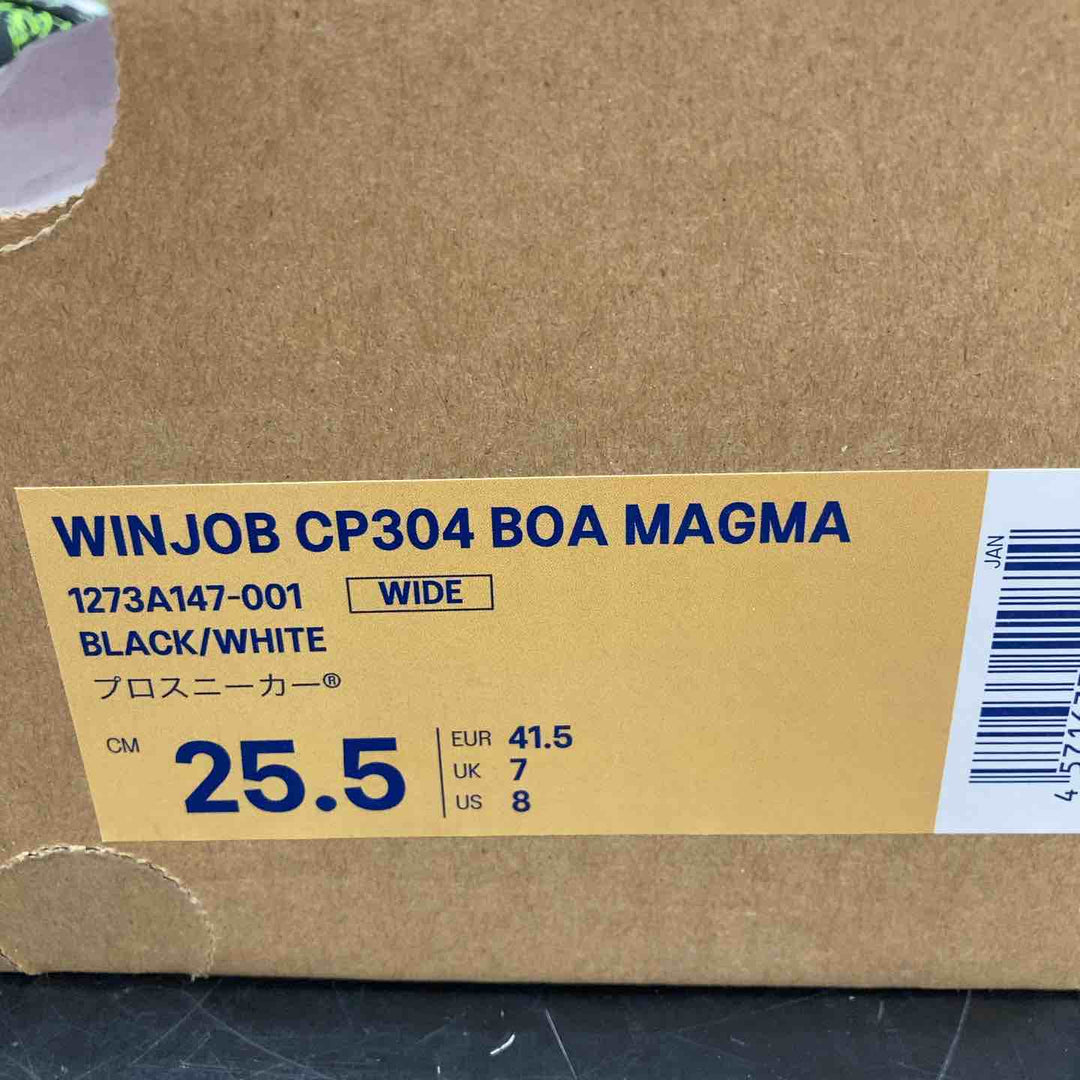 WINJOB CP304 BOA MAGMA
1273A147-001 WIDE
BLACK/WHITE
プロスニーカー®
CM 25.5
EUR 41.5
UK 7
US 8
JAN